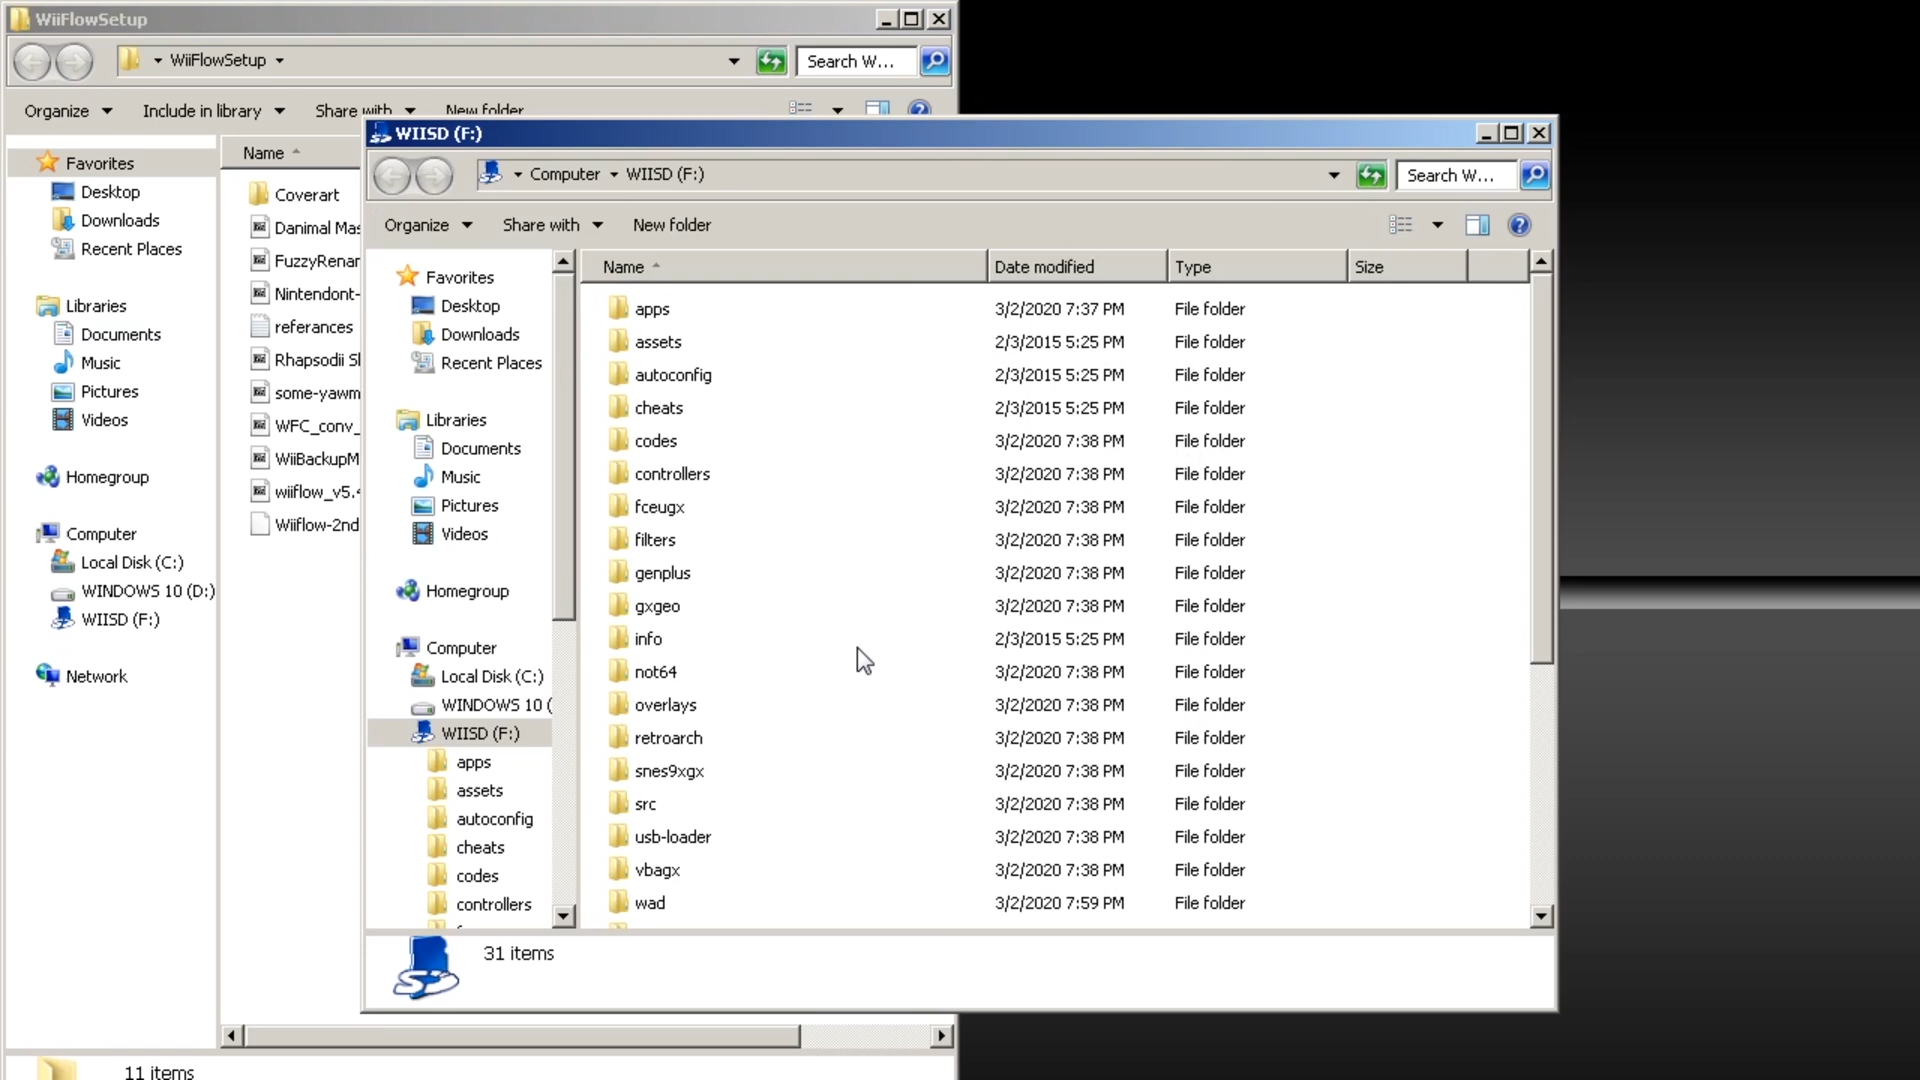 WiiFlowSetup
WiiFlowSetup
Search W...
Organize
Include in library
Share with
New folder
Favorites
Desktop
Downloads
Recent Places
Libraries
Documents
Music
Pictures
Videos
Homegroup
Computer
Local Disk (C:)
WINDOWS 10 (D:)
WIISD (F:)
Network
Name
Coverart
Danimal Mas
FuzzyRenar
Nintendont-
referances
Rhapsodii Sl
some-yawm
WFC_conv_
WiiBackupM
wiiflow_v5.4
Wiiflow-2nd
11 items
WIISD (F:)
Computer WIISD (F:)
Search W...
Organize
Share with
New folder
Favorites
Desktop
Downloads
Recent Places
Libraries
Documents
Music
Pictures
Videos
Homegroup
Computer
Local Disk (C:)
WINDOWS 10 (
WIISD (F:)
apps
assets
autoconfig
cheats
codes
controllers
Name Date modified Type Size
apps 3/2/2020 7:37 PM File folder
assets 2/3/2015 5:25 PM File folder
autoconfig 2/3/2015 5:25 PM File folder
cheats 2/3/2015 5:25 PM File folder
codes 3/2/2020 7:38 PM File folder
controllers 3/2/2020 7:38 PM File folder
fceugx 3/2/2020 7:38 PM File folder
filters 3/2/2020 7:38 PM File folder
genplus 3/2/2020 7:38 PM File folder
gxgeo 3/2/2020 7:38 PM File folder
info 2/3/2015 5:25 PM File folder
not64 3/2/2020 7:38 PM File folder
overlays 3/2/2020 7:38 PM File folder
retroarch 3/2/2020 7:38 PM File folder
snes9xgx 3/2/2020 7:38 PM File folder
src 3/2/2020 7:38 PM File folder
usb-loader 3/2/2020 7:38 PM File folder
vbagx 3/2/2020 7:38 PM File folder
wad 3/2/2020 7:59 PM File folder
31 items